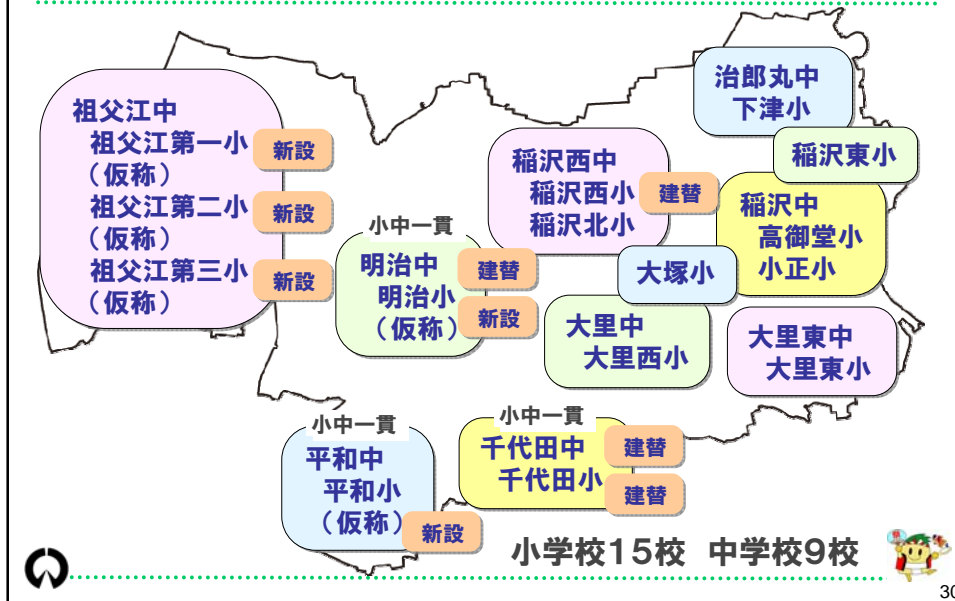 治郎丸中
下津小
稲沢東小
祖父江中
祖父江第一小
（仮称）
新設
祖父江第二小
（仮称）
新設
祖父江第三小
（仮称）
新設
稲沢西中
稲沢西小
建替
稲沢北小
稲沢中
高御堂小
小正小
小中一貫
明治中
建替
明治小
（仮称）
新設
大塚小
大里中
大里西小
大里東中
大里東小
小中一貫
平和中
平和小
（仮称）
新設
小中一貫
千代田中
建替
千代田小
建替
小学校１５校 中学校９校
30